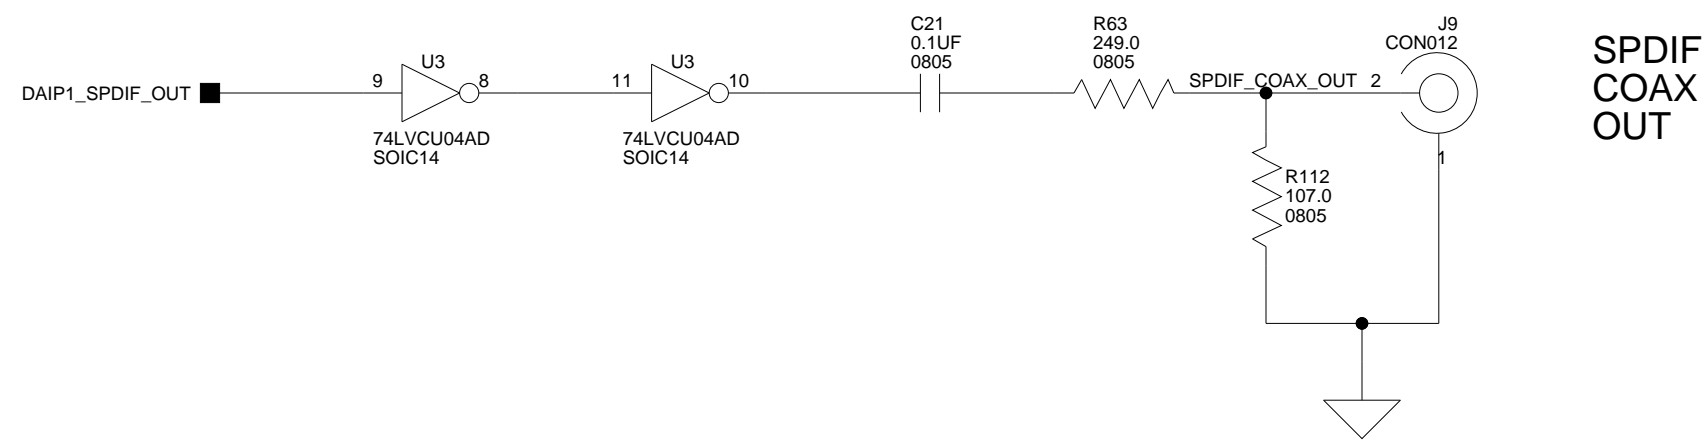 DAIP1_SPDIF_OUT
9
U3
8
74LVCU04AD
SOIC14
11
U3
10
74LVCU04AD
SOIC14
C21
0.1UF
0805
R63
249.0
0805
SPDIF_COAX_OUT
2
J9
CON012
1
R112
107.0
0805
SPDIF
COAX
OUT